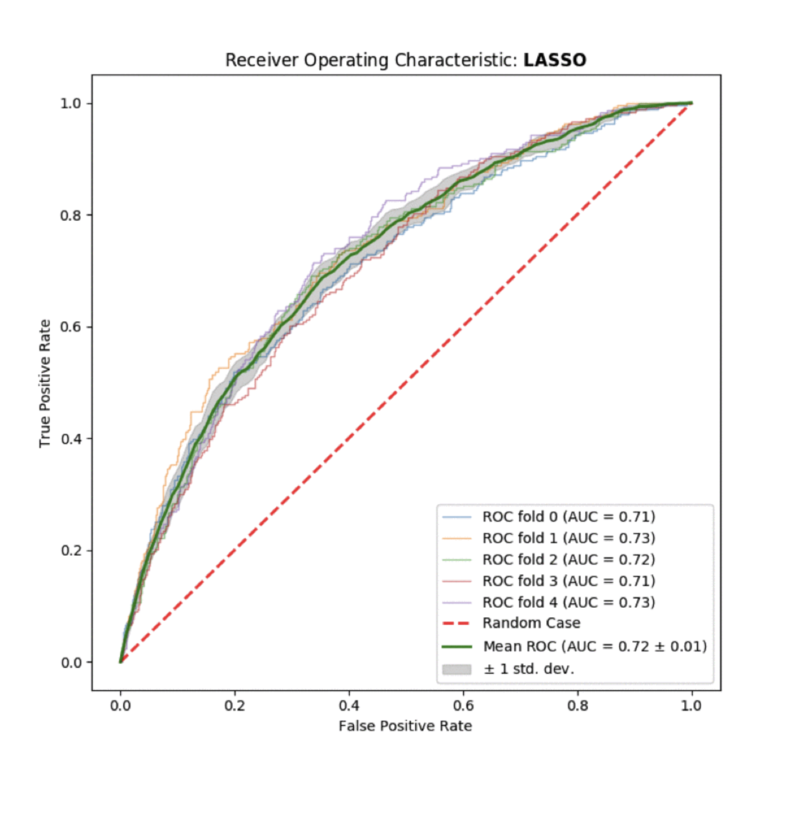 Receiver Operating Characteristic: LASSO
1.0
0.8
0.6
0.4
0.2
0.0
True Positive Rate
ROC fold 0 (AUC = 0.71)
ROC fold 1 (AUC = 0.73)
ROC fold 2 (AUC = 0.72)
ROC fold 3 (AUC = 0.71)
ROC fold 4 (AUC = 0.73)
Random Case
Mean ROC (AUC = 0.72 ± 0.01)
± 1 std. dev.
0.0 0.2 0.4 0.6 0.8 1.0
False Positive Rate